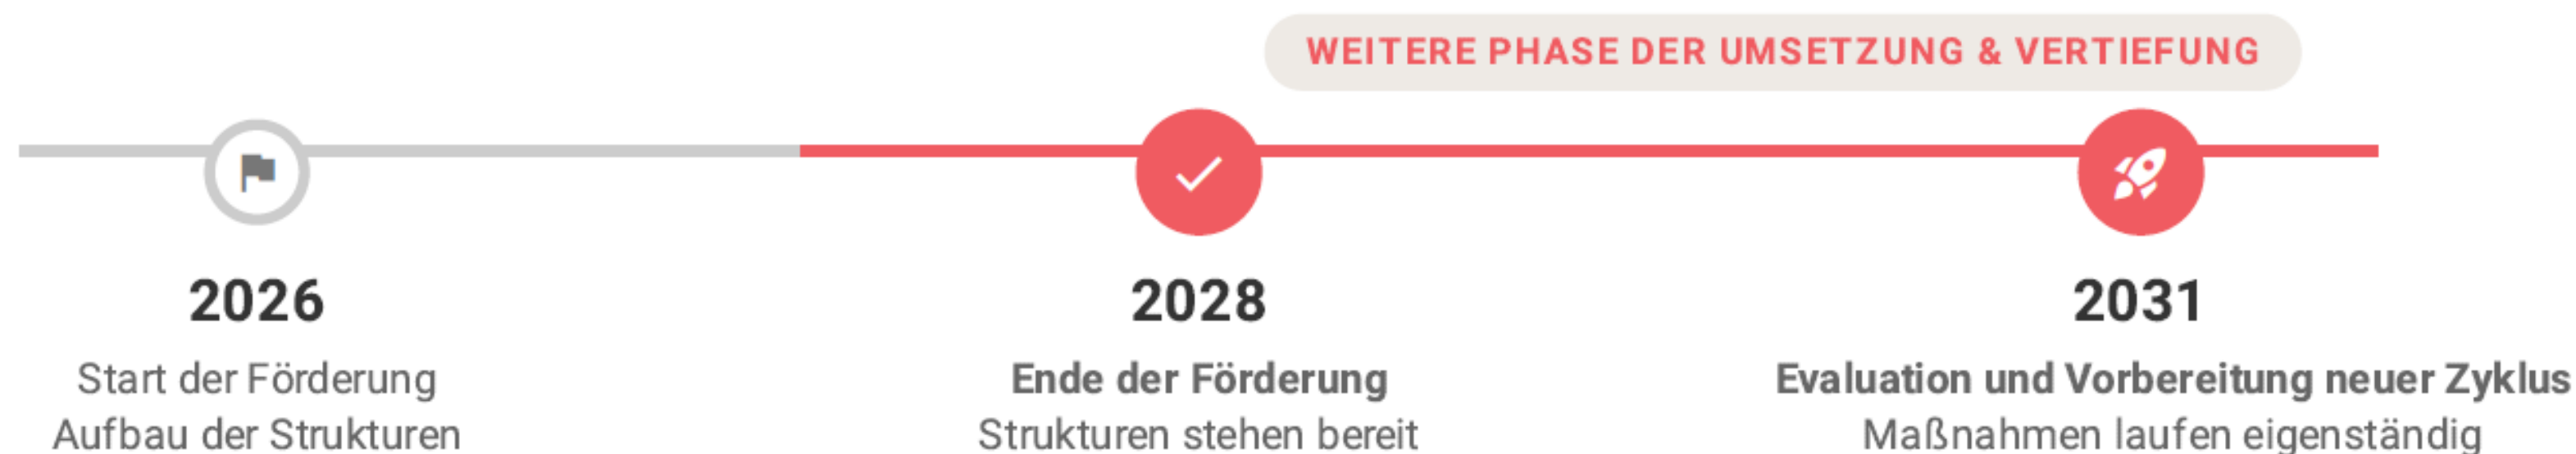 WEITERE PHASE DER UMSETZUNG & VERTIEFUNG
2026
Start der Förderung
Aufbau der Strukturen
2028
Ende der Förderung
Strukturen stehen bereit
2031
Evaluation und Vorbereitung neuer Zyklus
Maßnahmen laufen eigenständig